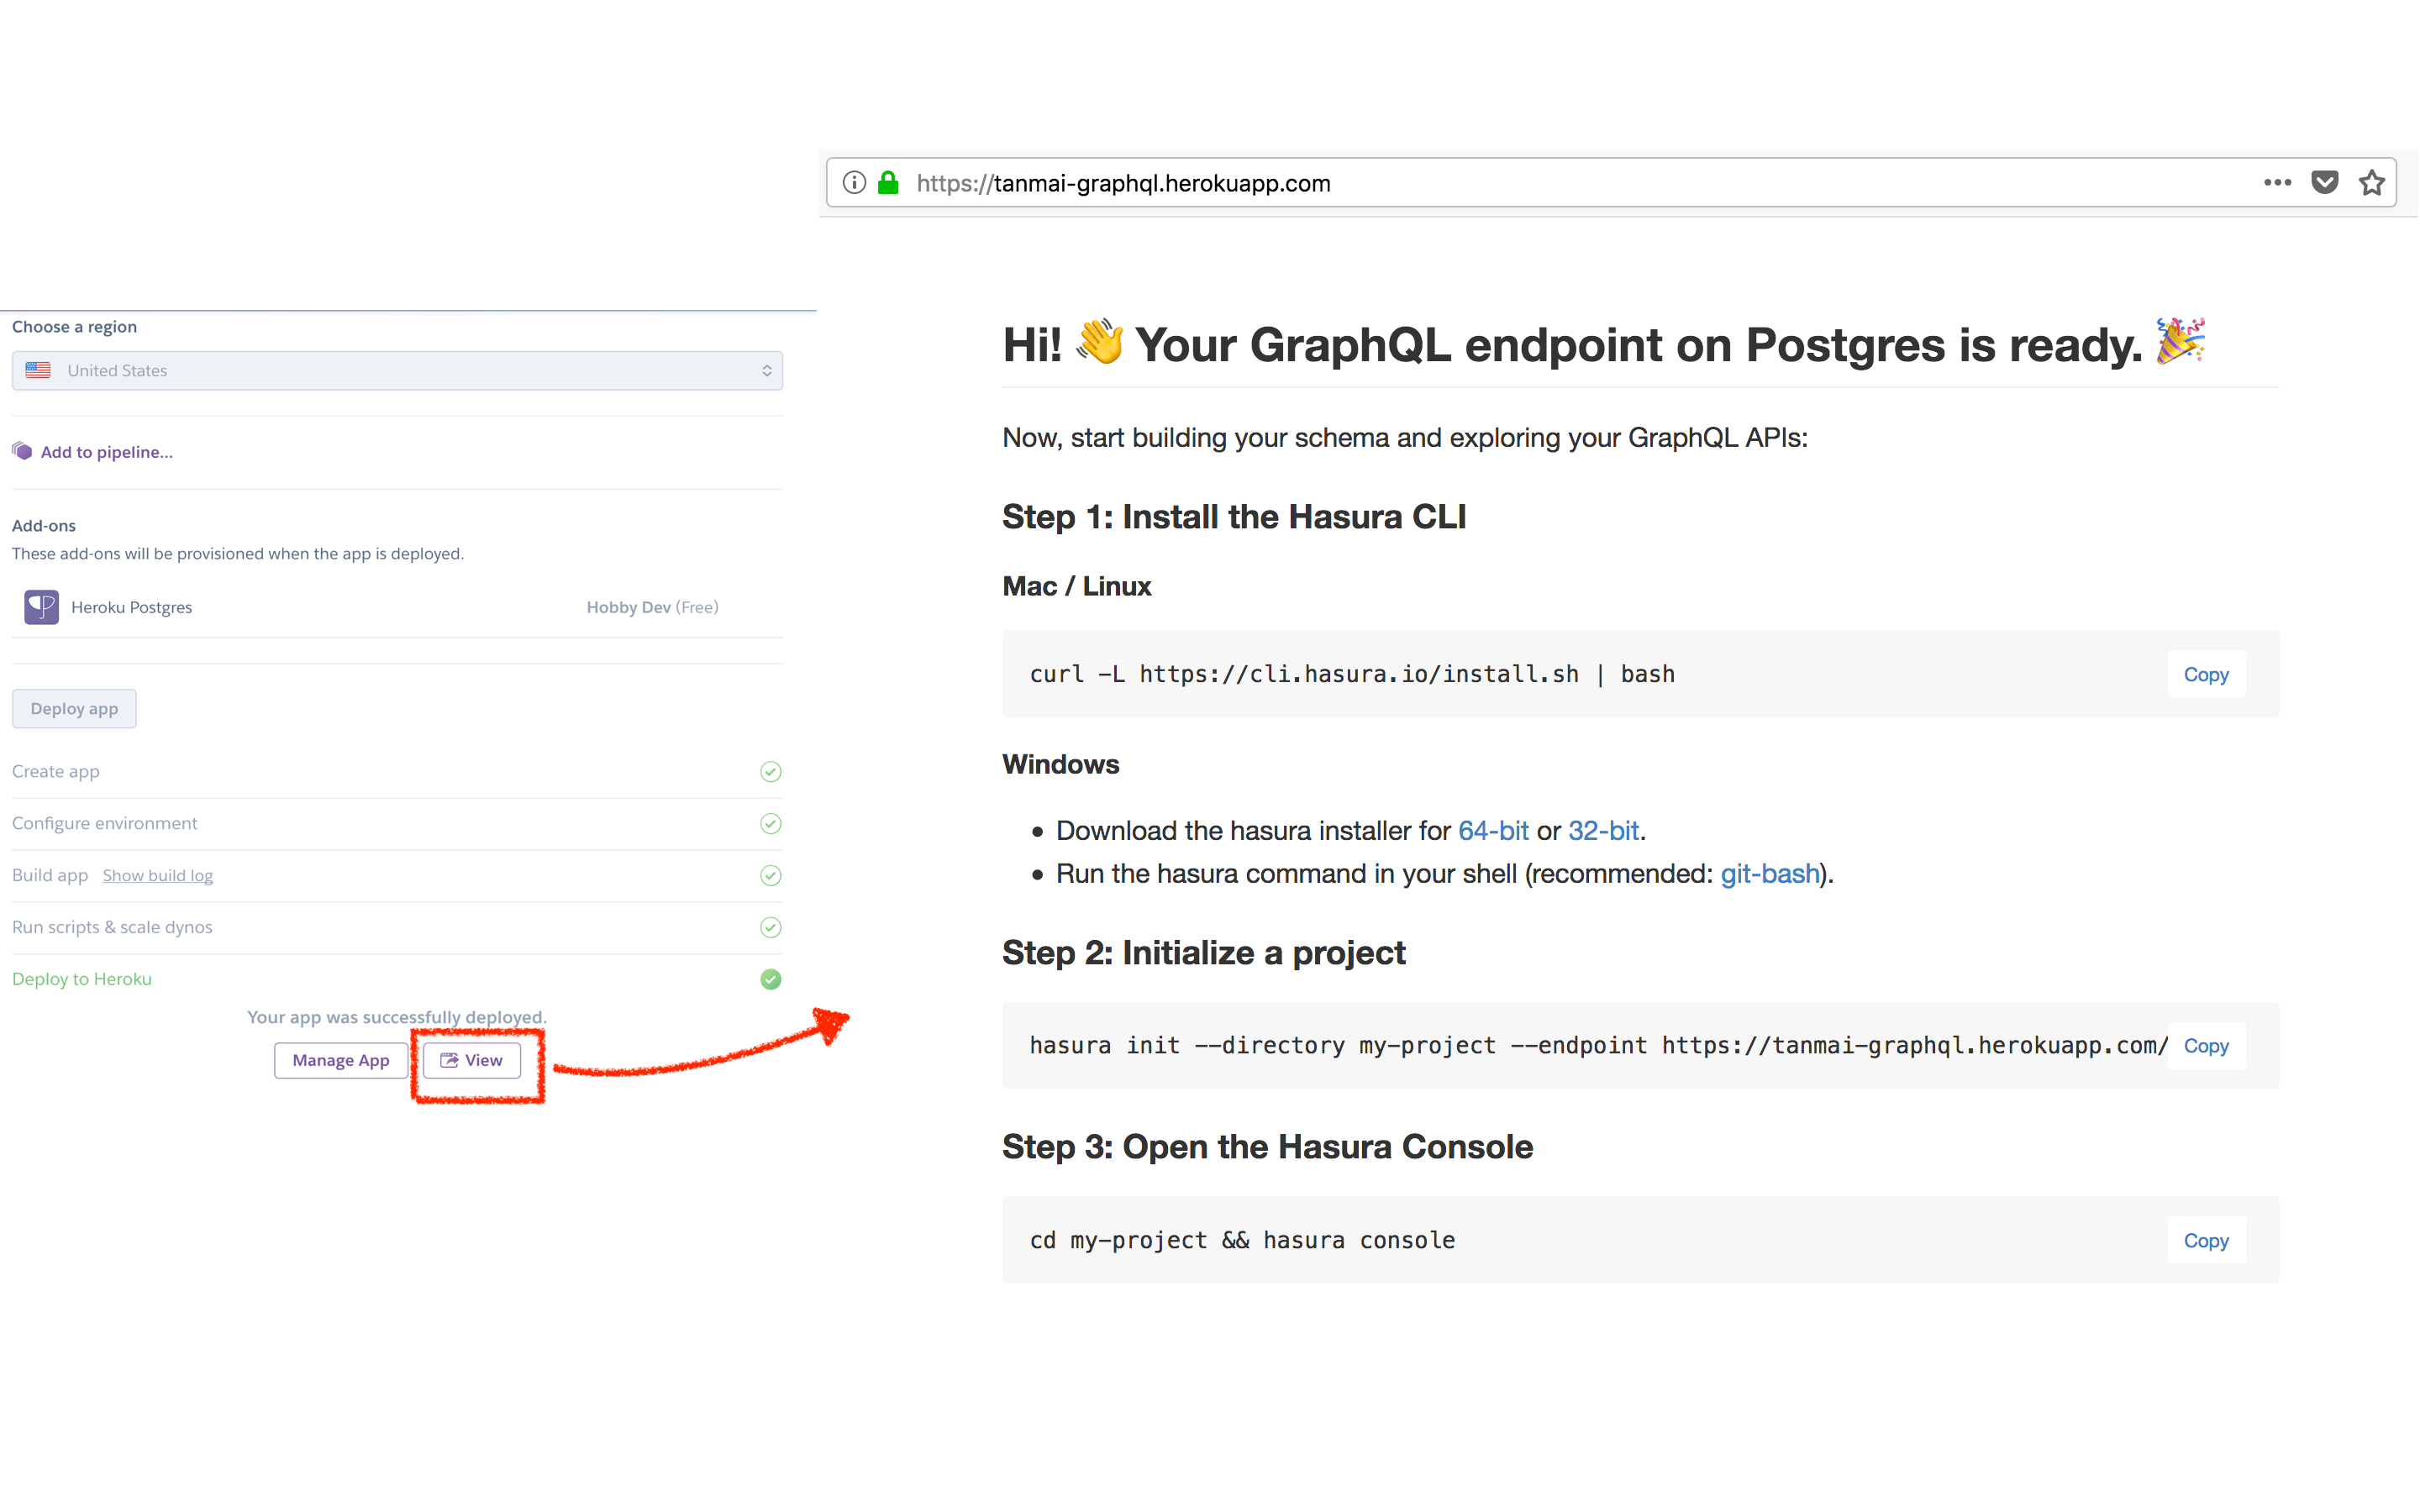 Choose a region
United States
Add to pipeline...
Add-ons
These add-ons will be provisioned when the app is deployed.
Heroku Postgres Hobby Dev (Free)
Deploy app
Create app
Configure environment
Build app Show build log
Run scripts & scale dynos
Deploy to Heroku
Your app was successfully deployed.
Manage App View
https://tanmai-graphql.herokuapp.com
Hi! 👋 Your GraphQL endpoint on Postgres is ready. 🎉
Now, start building your schema and exploring your GraphQL APIs:
Step 1: Install the Hasura CLI
Mac / Linux
curl -L https://cli.hasura.io/install.sh | bash Copy
Windows
• Download the hasura installer for 64-bit or 32-bit.
• Run the hasura command in your shell (recommended: git-bash).
Step 2: Initialize a project
hasura init --directory my-project --endpoint https://tanmai-graphql.herokuapp.com/ Copy
Step 3: Open the Hasura Console
cd my-project && hasura console Copy